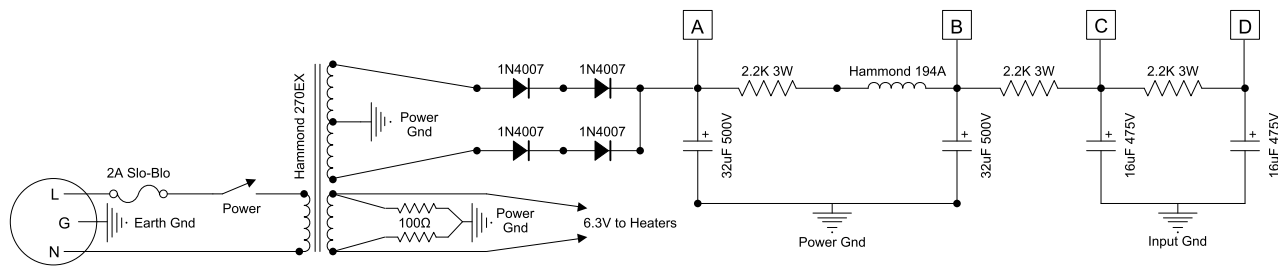 A
B
C
D
1N4007
1N4007
2.2K 3W
Hammond 194A
2.2K 3W
2.2K 3W
Hammond 270EX
Power
Gnd
1N4007
1N4007
+
32uF 500V
+
32uF 500V
+
16uF 475V
+
16uF 475V
2A Slo-Blo
L
Power
G
Earth Gnd
N
100Ω
Power
Gnd
6.3V to Heaters
Power Gnd
Input Gnd